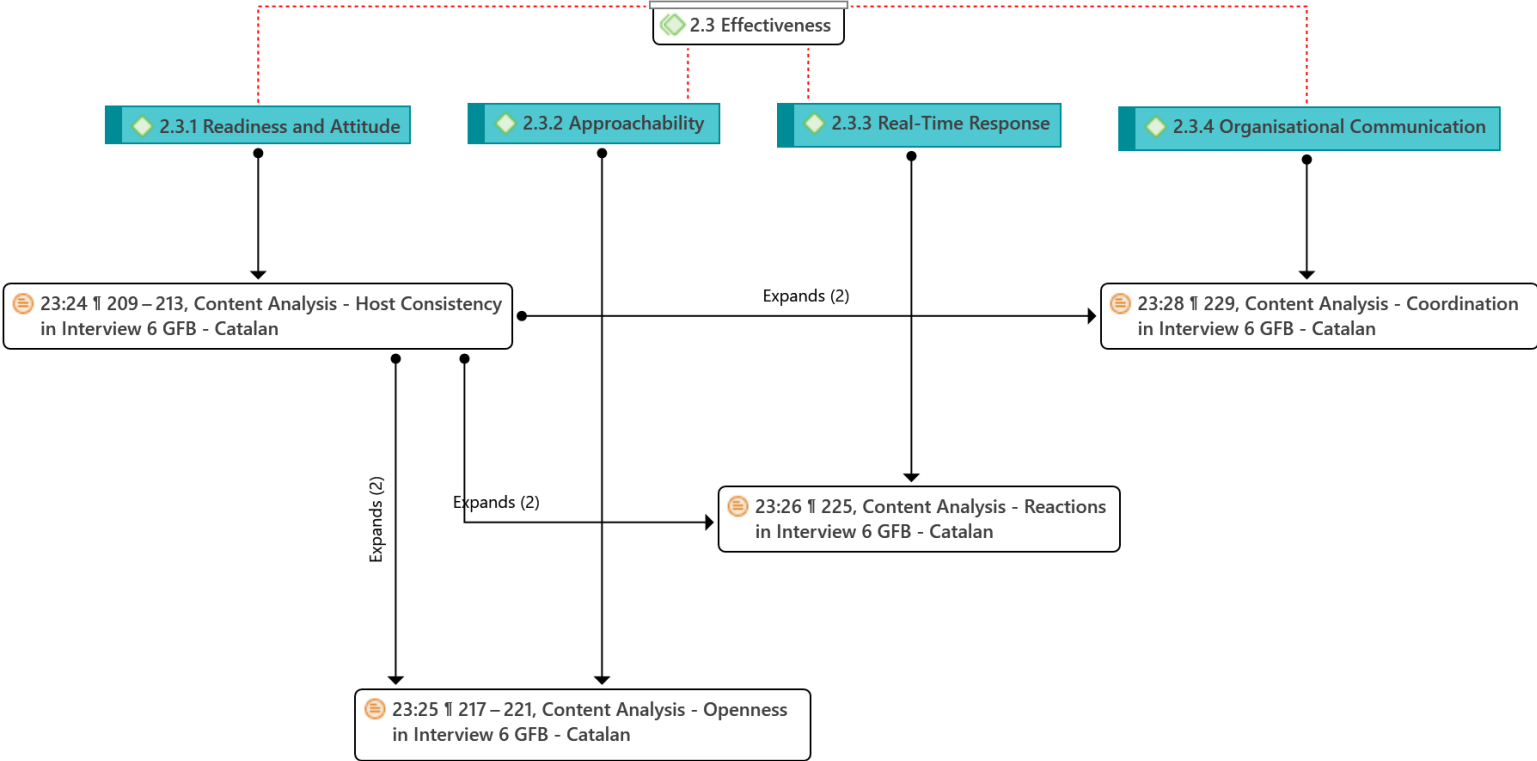 2.3 Effectiveness
2.3.1 Readiness and Attitude
2.3.2 Approachability
2.3.3 Real-Time Response
2.3.4 Organisational Communication
23:24 ¶ 209 – 213, Content Analysis - Host Consistency
in Interview 6 GFB - Catalan
Expands (2)
23:28 ¶ 229, Content Analysis - Coordination
in Interview 6 GFB - Catalan
Expands (2)
Expands (2)
23:26 ¶ 225, Content Analysis - Reactions
in Interview 6 GFB - Catalan
23:25 ¶ 217 – 221, Content Analysis - Openness
in Interview 6 GFB - Catalan